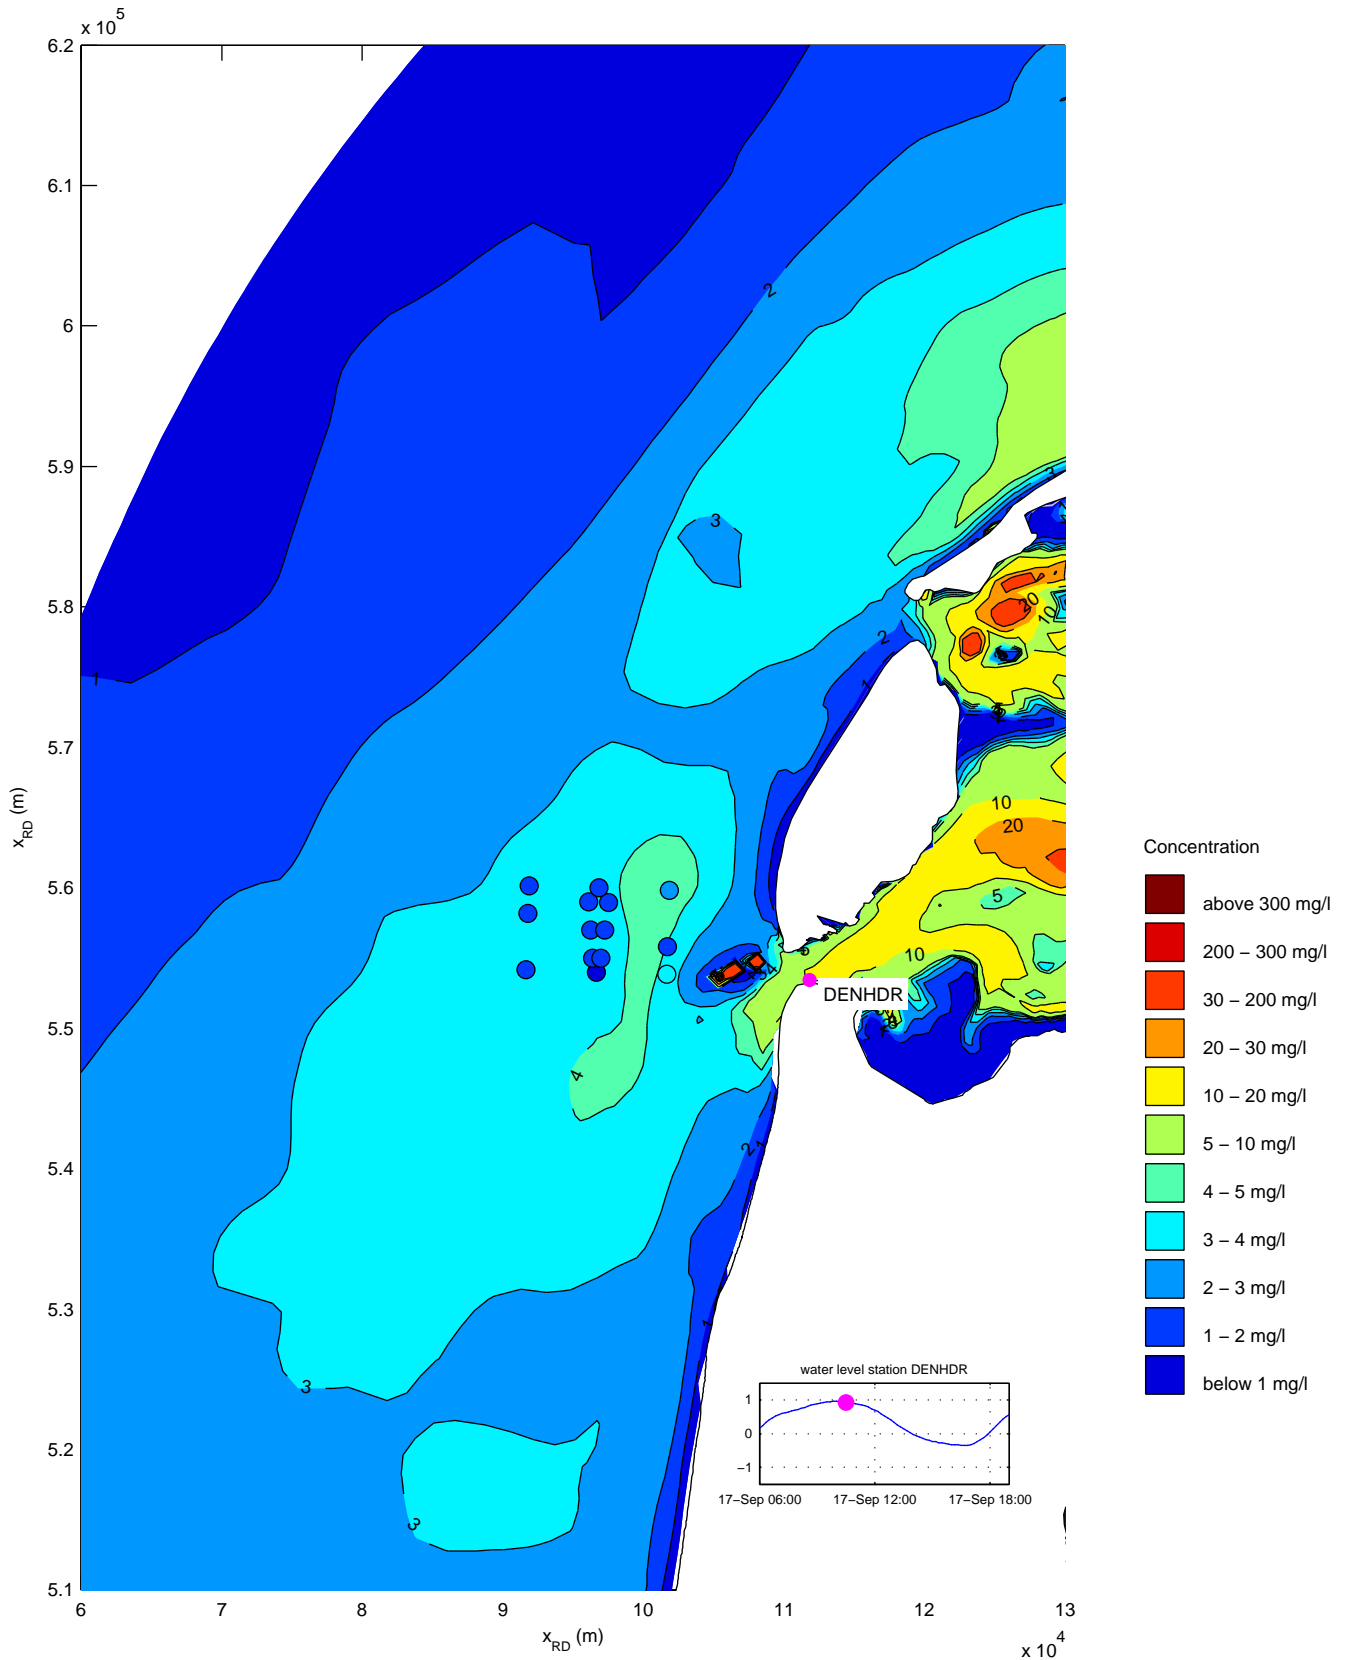 x 10^5
6.2
6.1
6
5.9
5.8
5.7
5.6
5.5
5.4
5.3
5.2
5.1
x_RD (m)
2
3
3
20
10
2
1
1
10
20
5
10
DENHDR
4
2
1
1
3
3
Concentration
above 300 mg/l
200 – 300 mg/l
30 – 200 mg/l
20 – 30 mg/l
10 – 20 mg/l
5 – 10 mg/l
4 – 5 mg/l
3 – 4 mg/l
2 – 3 mg/l
1 – 2 mg/l
below 1 mg/l
water level station DENHDR
1
0
–1
17–Sep 06:00 17–Sep 12:00 17–Sep 18:00
6 7 8 9 10 11 12 13
x_RD (m)
x 10^4